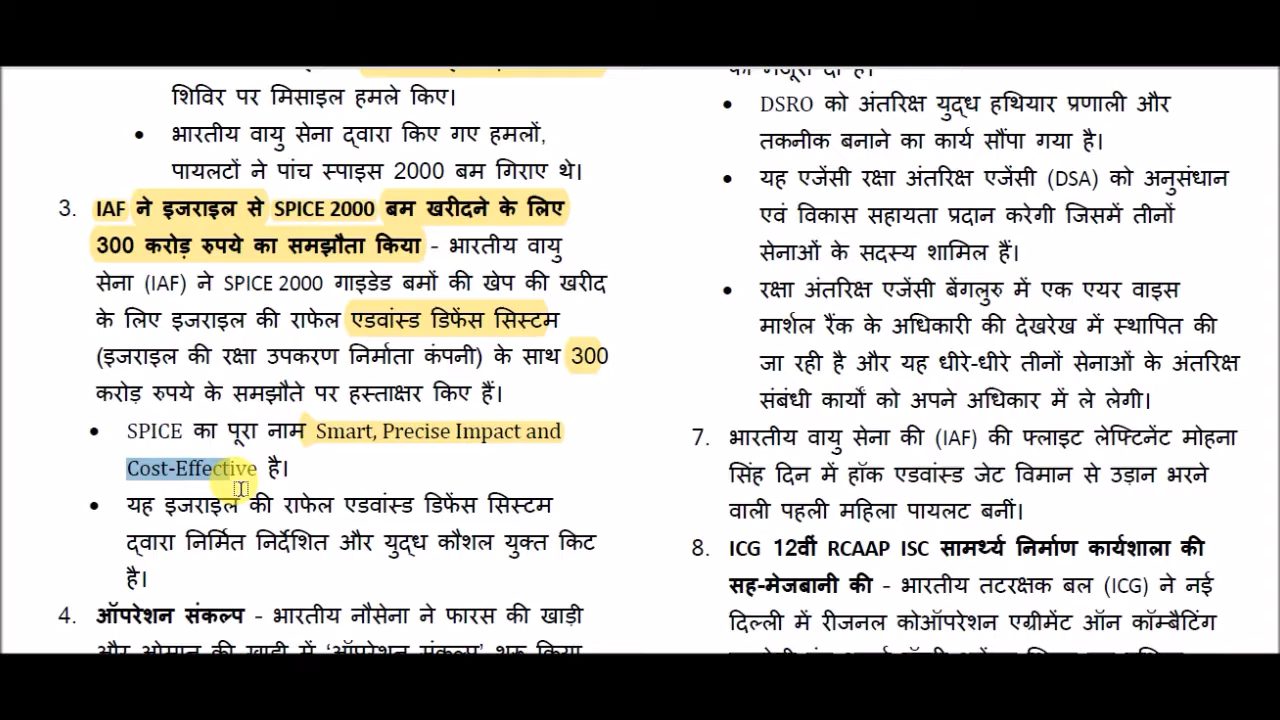 शिविर पर मिसाइल हमले किए।
• भारतीय वायु सेना द्वारा किए गए हमलों,
पायलटों ने पांच स्पाइस 2000 बम गिराए थे।
3. IAF ने इजराइल से SPICE 2000 बम खरीदने के लिए
300 करोड़ रुपये का समझौता किया - भारतीय वायु
सेना (IAF) ने SPICE 2000 गाइडेड बमों की खेप की खरीद
के लिए इजराइल की राफेल एडवांस्ड डिफेंस सिस्टम
(इजराइल की रक्षा उपकरण निर्माता कंपनी) के साथ 300
करोड़ रुपये के समझौते पर हस्ताक्षर किए हैं।
• SPICE का पूरा नाम Smart, Precise Impact and
Cost-Effective है।
• यह इजराइल की राफेल एडवांस्ड डिफेंस सिस्टम
द्वारा निर्मित निर्देशित और युद्ध कौशल युक्त किट
है।
4. ऑपरेशन संकल्प - भारतीय नौसेना ने फारस की खाड़ी
और ओमान की खाड़ी में 'ऑपरेशन संकल्प' शुरू किया
को मंजूरी दी है।
• DSRO को अंतरिक्ष युद्ध हथियार प्रणाली और
तकनीक बनाने का कार्य सौंपा गया है।
• यह एजेंसी रक्षा अंतरिक्ष एजेंसी (DSA) को अनुसंधान
एवं विकास सहायता प्रदान करेगी जिसमें तीनों
सेनाओं के सदस्य शामिल हैं।
• रक्षा अंतरिक्ष एजेंसी बेंगलुरु में एक एयर वाइस
मार्शल रैंक के अधिकारी की देखरेख में स्थापित की
जा रही है और यह धीरे-धीरे तीनों सेनाओं के अंतरिक्ष
संबंधी कार्यों को अपने अधिकार में ले लेगी।
7. भारतीय वायु सेना की (IAF) की फ्लाइट लेफ्टिनेंट मोहना
सिंह दिन में हॉक एडवांस्ड जेट विमान से उड़ान भरने
वाली पहली महिला पायलट बनीं।
8. ICG 12वीं RCAAP ISC सामर्थ्य निर्माण कार्यशाला की
सह-मेजबानी की - भारतीय तटरक्षक बल (ICG) ने नई
दिल्ली में रीजनल कोऑपरेशन एग्रीमेंट ऑन कॉम्बैटिंग